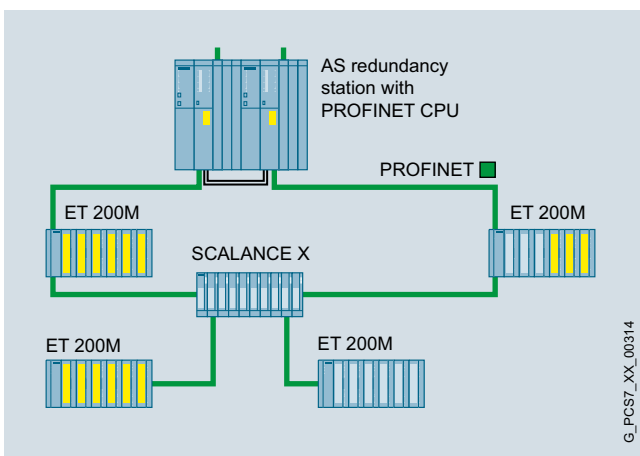 AS redundancy
station with
PROFINET CPU
PROFINET
ET 200M
ET 200M
SCALANCE X
ET 200M
ET 200M
G_PCS7_XX_00314